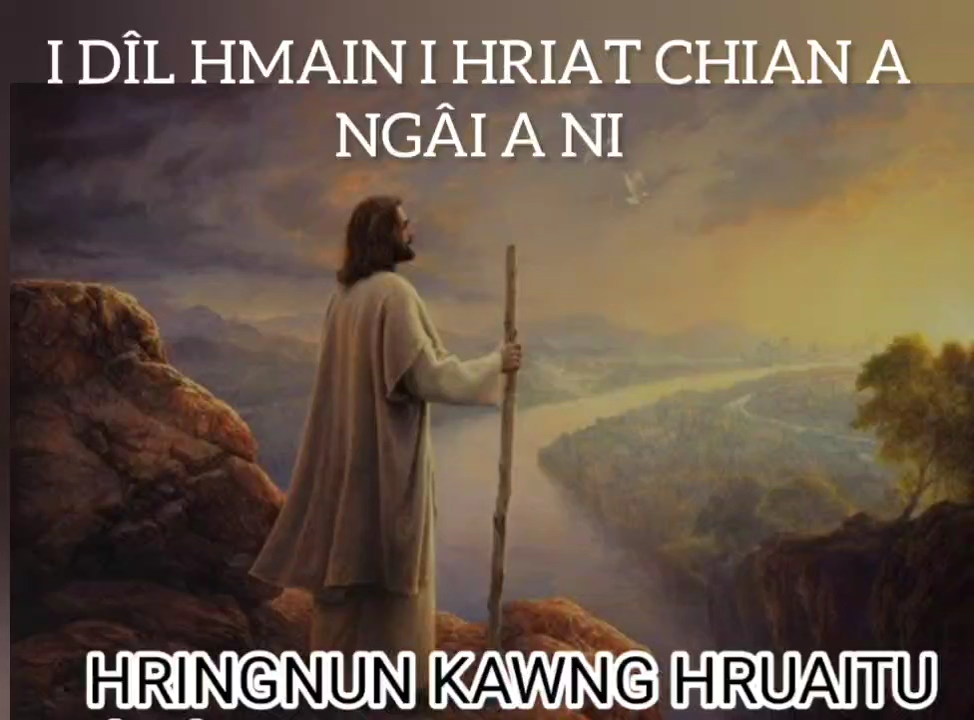 I DÎL HMAIN I HRIAT CHIAN A
NGÂI A NI
HRINGNUN KAWNG HRUAITU